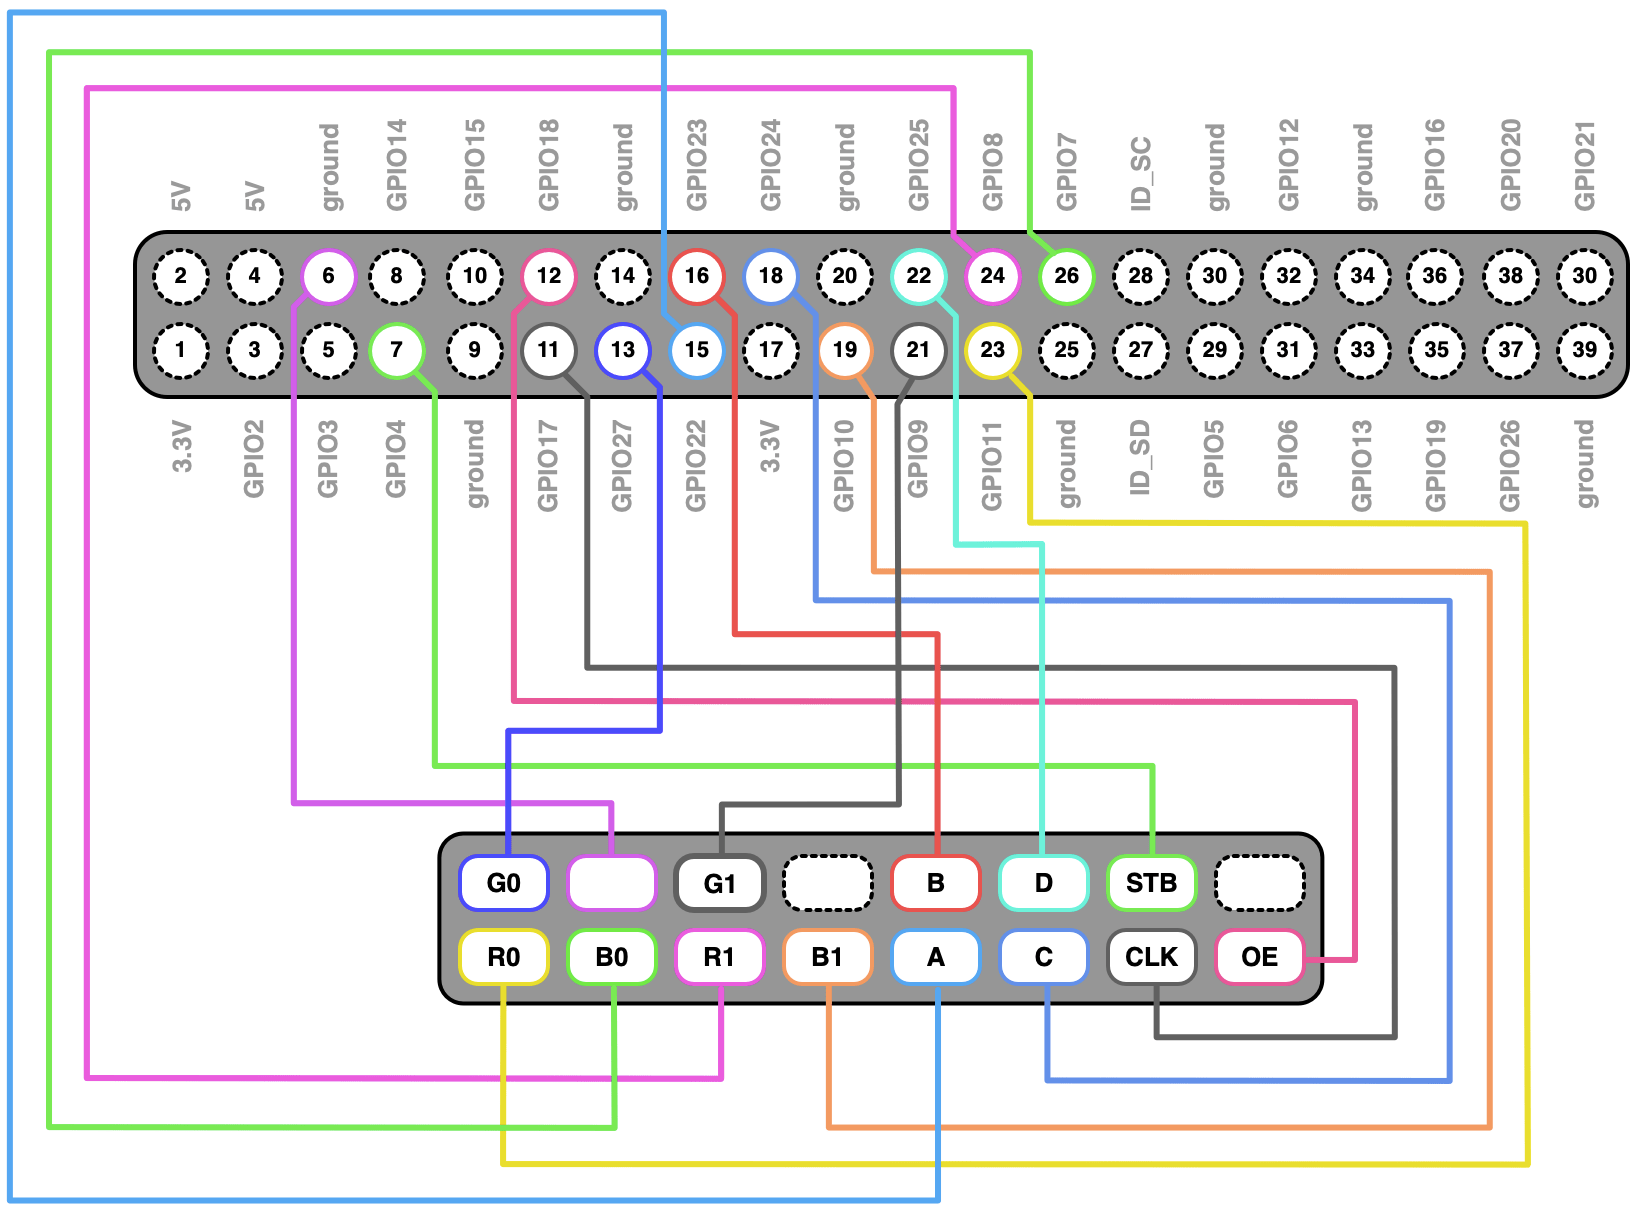 5V 5V ground GPIO14 GPIO15 GPIO18 ground GPIO23 GPIO24 ground GPIO25 GPIO8 GPIO7 ID_SC ground GPIO12 ground GPIO16 GPIO20 GPIO21
2 4 6 8 10 12 14 16 18 20 22 24 26 28 30 32 34 36 38 30
1 3 5 7 9 11 13 15 17 19 21 23 25 27 29 31 33 35 37 39
3.3V GPIO2 GPIO3 GPIO4 ground GPIO17 GPIO27 GPIO22 3.3V GPIO10 GPIO9 GPIO11 ground ID_SD GPIO5 GPIO6 GPIO13 GPIO19 GPIO26 ground
G0 G1 B D STB
R0 B0 R1 B1 A C CLK OE